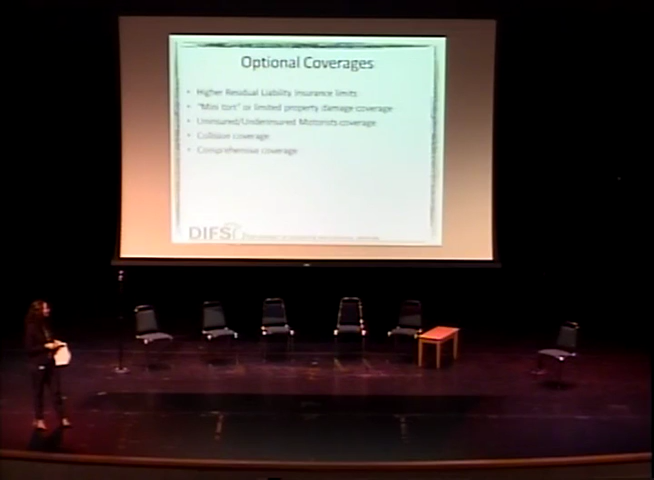 Optional Coverages
• Higher Residual Liability Insurance limits
• "Mini tort" or limited property damage coverage
• Uninsured/Underinsured Motorists coverage
• Collision coverage
• Comprehensive coverage
DIFS